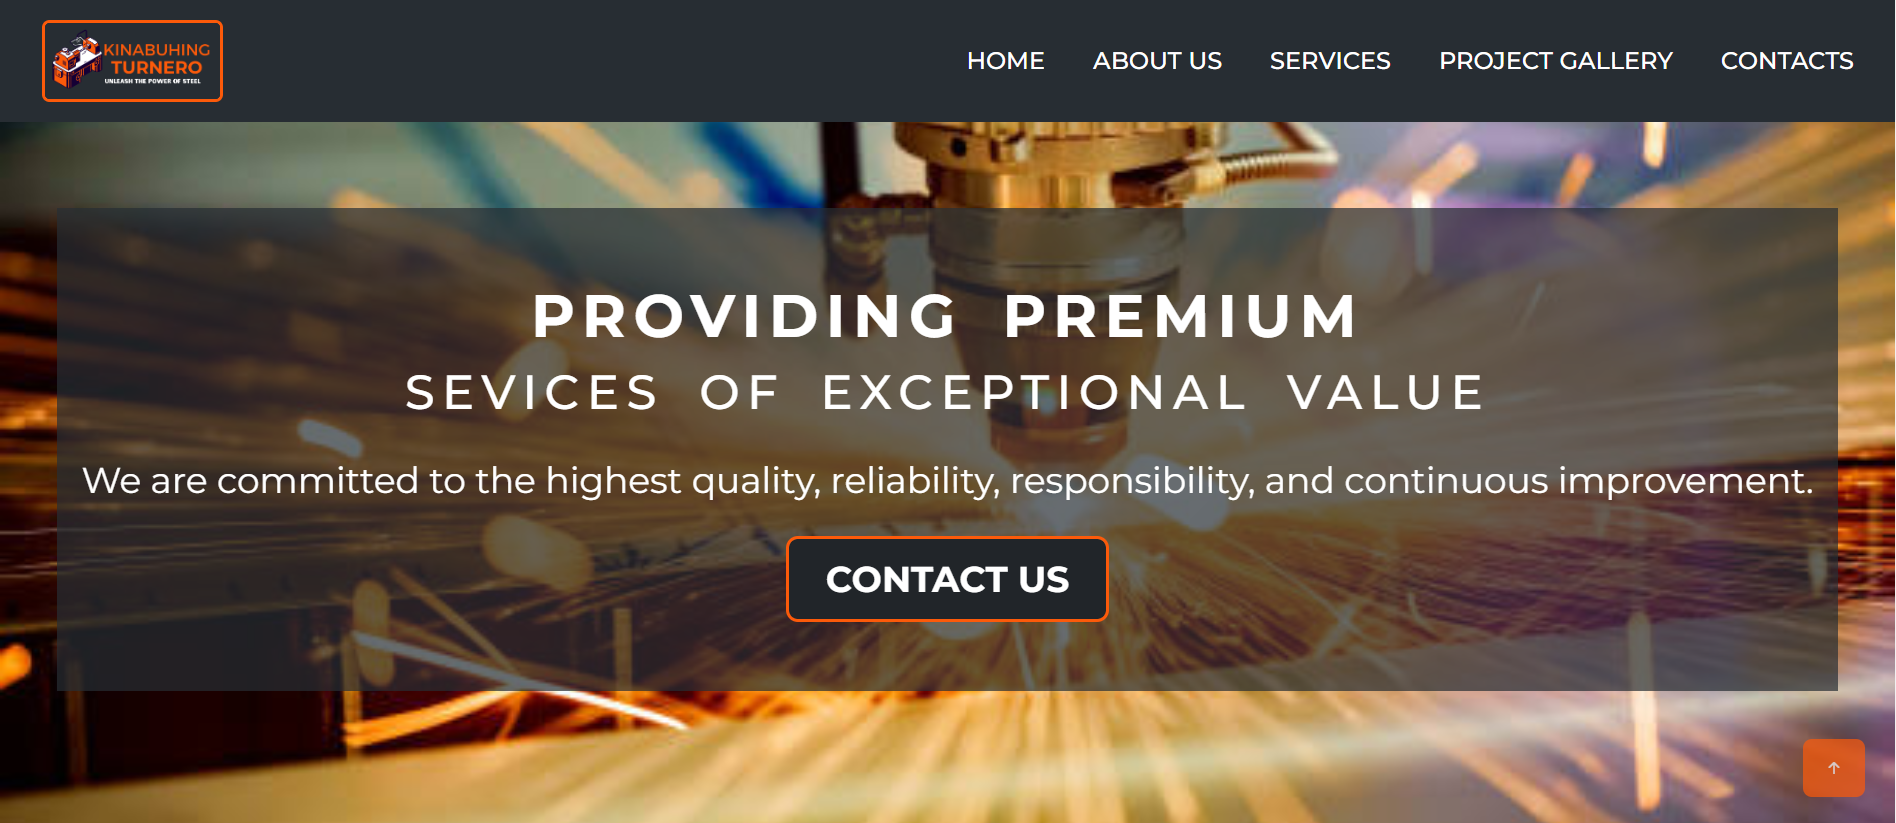 KINABUHING
TURNERO
UNLEASH THE POWER OF STEEL
HOME ABOUT US SERVICES PROJECT GALLERY CONTACTS
PROVIDING PREMIUM
SEVICES OF EXCEPTIONAL VALUE
We are committed to the highest quality, reliability, responsibility, and continuous improvement.
CONTACT US